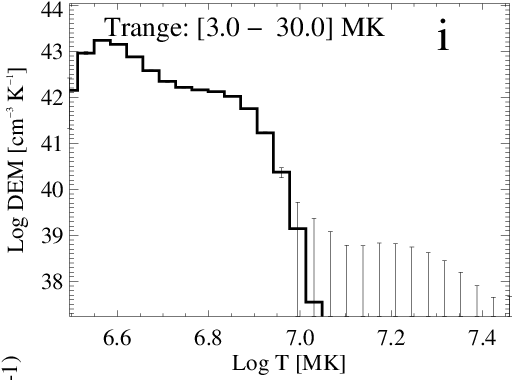 44
Trange: [3.0 − 30.0] MK
i
43
42
41
40
39
38
Log DEM [cm⁻³ K⁻¹]
6.6 6.8 7.0 7.2 7.4
Log T [MK]
-1)